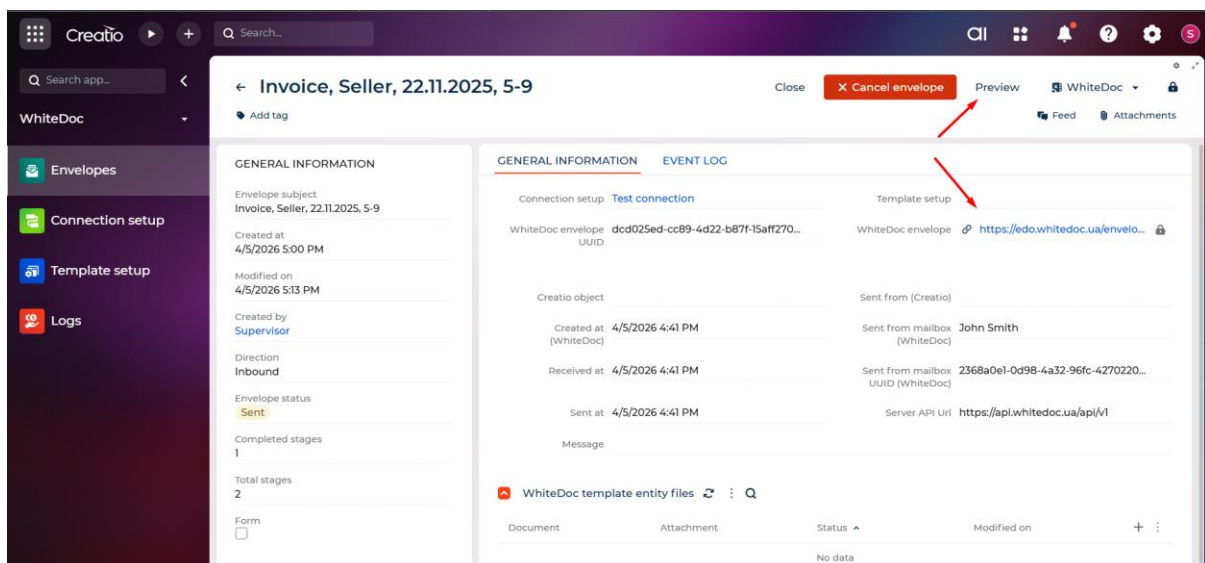 Creatio
Search...
ai
?
S
Search app...
WhiteDoc
Envelopes
Connection setup
Template setup
Logs
Invoice, Seller, 22.11.2025, 5-9
Close
X Cancel envelope
Preview
WhiteDoc
Add tag
Feed
Attachments
GENERAL INFORMATION
Envelope subject
Invoice, Seller, 22.11.2025, 5-9
Created at
4/5/2026 5:00 PM
Modified on
4/5/2026 5:13 PM
Created by
Supervisor
Direction
Inbound
Envelope status
Sent
Completed stages
1
Total stages
2
Form
GENERAL INFORMATION EVENT LOG
Connection setup Test connection
Template setup
WhiteDoc envelope UUID dcd025ed-cc89-4d22-b87f-15aff270...
WhiteDoc envelope https://edo.whitedoc.ua/envelo...
Creatio object
Sent from (Creatio)
Created at (WhiteDoc) 4/5/2026 4:41 PM
Sent from mailbox (WhiteDoc) John Smith
Received at 4/5/2026 4:41 PM
Sent from mailbox UUID (WhiteDoc) 2368a0e1-0d98-4a32-96fc-4270220...
Sent at 4/5/2026 4:41 PM
Server API Url https://api.whitedoc.ua/api/v1
Message
WhiteDoc template entity files
Document Attachment Status Modified on
No data